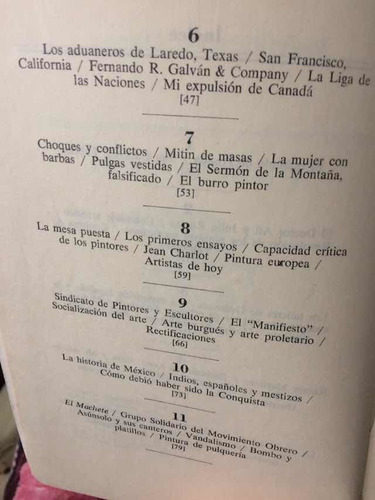 6
Los aduaneros de Laredo, Texas / San Francisco,
California / Fernando R. Galván & Company / La Liga de
las Naciones / Mi expulsión de Canadá
[47]
7
Choques y conflictos / Mitin de masas / La mujer con
barbas / Pulgas vestidas / El Sermón de la Montaña,
falsificado / El burro pintor
[53]
8
La mesa puesta / Los primeros ensayos / Capacidad crítica
de los pintores / Jean Charlot / Pintura europea /
Artistas de hoy
[59]
9
Sindicato de Pintores y Escultores / El "Manifiesto" /
Socialización del arte / Arte burgués y arte proletario /
Rectificaciones
[66]
10
La historia de México / Indios, españoles y mestizos /
Cómo debió haber sido la Conquista
[73]
11
El Machete / Grupo Solidario del Movimiento Obrero /
Asúnsolo y sus canteros / Vandalismo / Bombo y
platillos / Pintura de pulquería
[79]